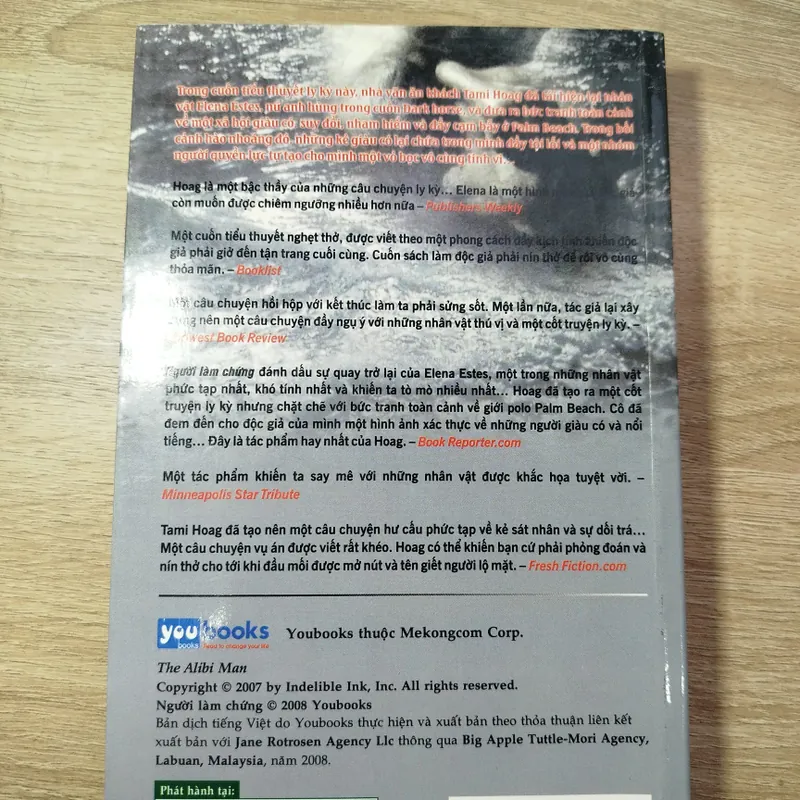 Trong cuốn tiểu thuyết ly kỳ này, nhà văn ăn khách Tami Hoag đã tái hiện lại nhân
vật Elena Estes, nữ anh hùng trong cuốn Dark horse, và đưa ra bức tranh toàn cảnh
về một xã hội giàu có suy đồi, nham hiểm và đầy cạm bẫy ở Palm Beach. Trong bối
cảnh hào nhoáng đó, những kẻ giàu có lại chứa trong mình đầy tội lỗi và một nhóm
người quyền lực tự tạo cho mình một vỏ bọc vô cùng tinh vi...
Hoag là một bậc thầy của những câu chuyện ly kỳ... Elena là một
còn muốn được chiêm ngưỡng nhiều hơn nữa – Publishers Weekly
Một cuốn tiểu thuyết nghẹt thở, được viết theo một phong cách đầy kịch tính khiến độc
giả phải giở đến tận trang cuối cùng. Cuốn sách làm độc giả phải nín thở để rồi vô cùng
thỏa mãn. – Booklist
Một câu chuyện hồi hộp với kết thúc làm ta phải sửng sốt. Một lần nữa, tác giả lại xây
nên một câu chuyện đầy ngụ ý với những nhân vật thú vị và một cốt truyện ly kỳ. –
Book Review
Người làm chứng đánh dấu sự quay trở lại của Elena Estes, một trong những nhân vật
phức tạp nhất, khó tính nhất và khiến ta tò mò nhiều nhất... Hoag đã tạo ra một cốt
truyện ly kỳ nhưng chặt chẽ với bức tranh toàn cảnh về giới polo Palm Beach. Cô đã
đem đến cho độc giả của mình một hình ảnh xác thực về những người giàu có và nổi
tiếng... Đây là tác phẩm hay nhất của Hoag. – Book Reporter.com
Một tác phẩm khiến ta say mê với những nhân vật được khắc họa tuyệt vời. –
Minneapolis Star Tribute
Tami Hoag đã tạo nên một câu chuyện hư cấu phức tạp về kẻ sát nhân và sự dối trá...
Một câu chuyện vụ án được viết rất khéo. Hoag có thể khiến bạn cứ phải phỏng đoán và
nín thở cho tới khi đầu mối được mở nút và tên giết người lộ mặt. – Fresh Fiction.com
you books
books
read to change your life
Youbooks thuộc Mekongcom Corp.
The Alibi Man
Copyright © 2007 by Indelible Ink, Inc. All rights reserved.
Người làm chứng © 2008 Youbooks
Bản dịch tiếng Việt do Youbooks thực hiện và xuất bản theo thỏa thuận liên kết
xuất bản với Jane Rotrosen Agency Llc thông qua Big Apple Tuttle-Mori Agency,
Labuan, Malaysia, năm 2008.
Phát hành tại: